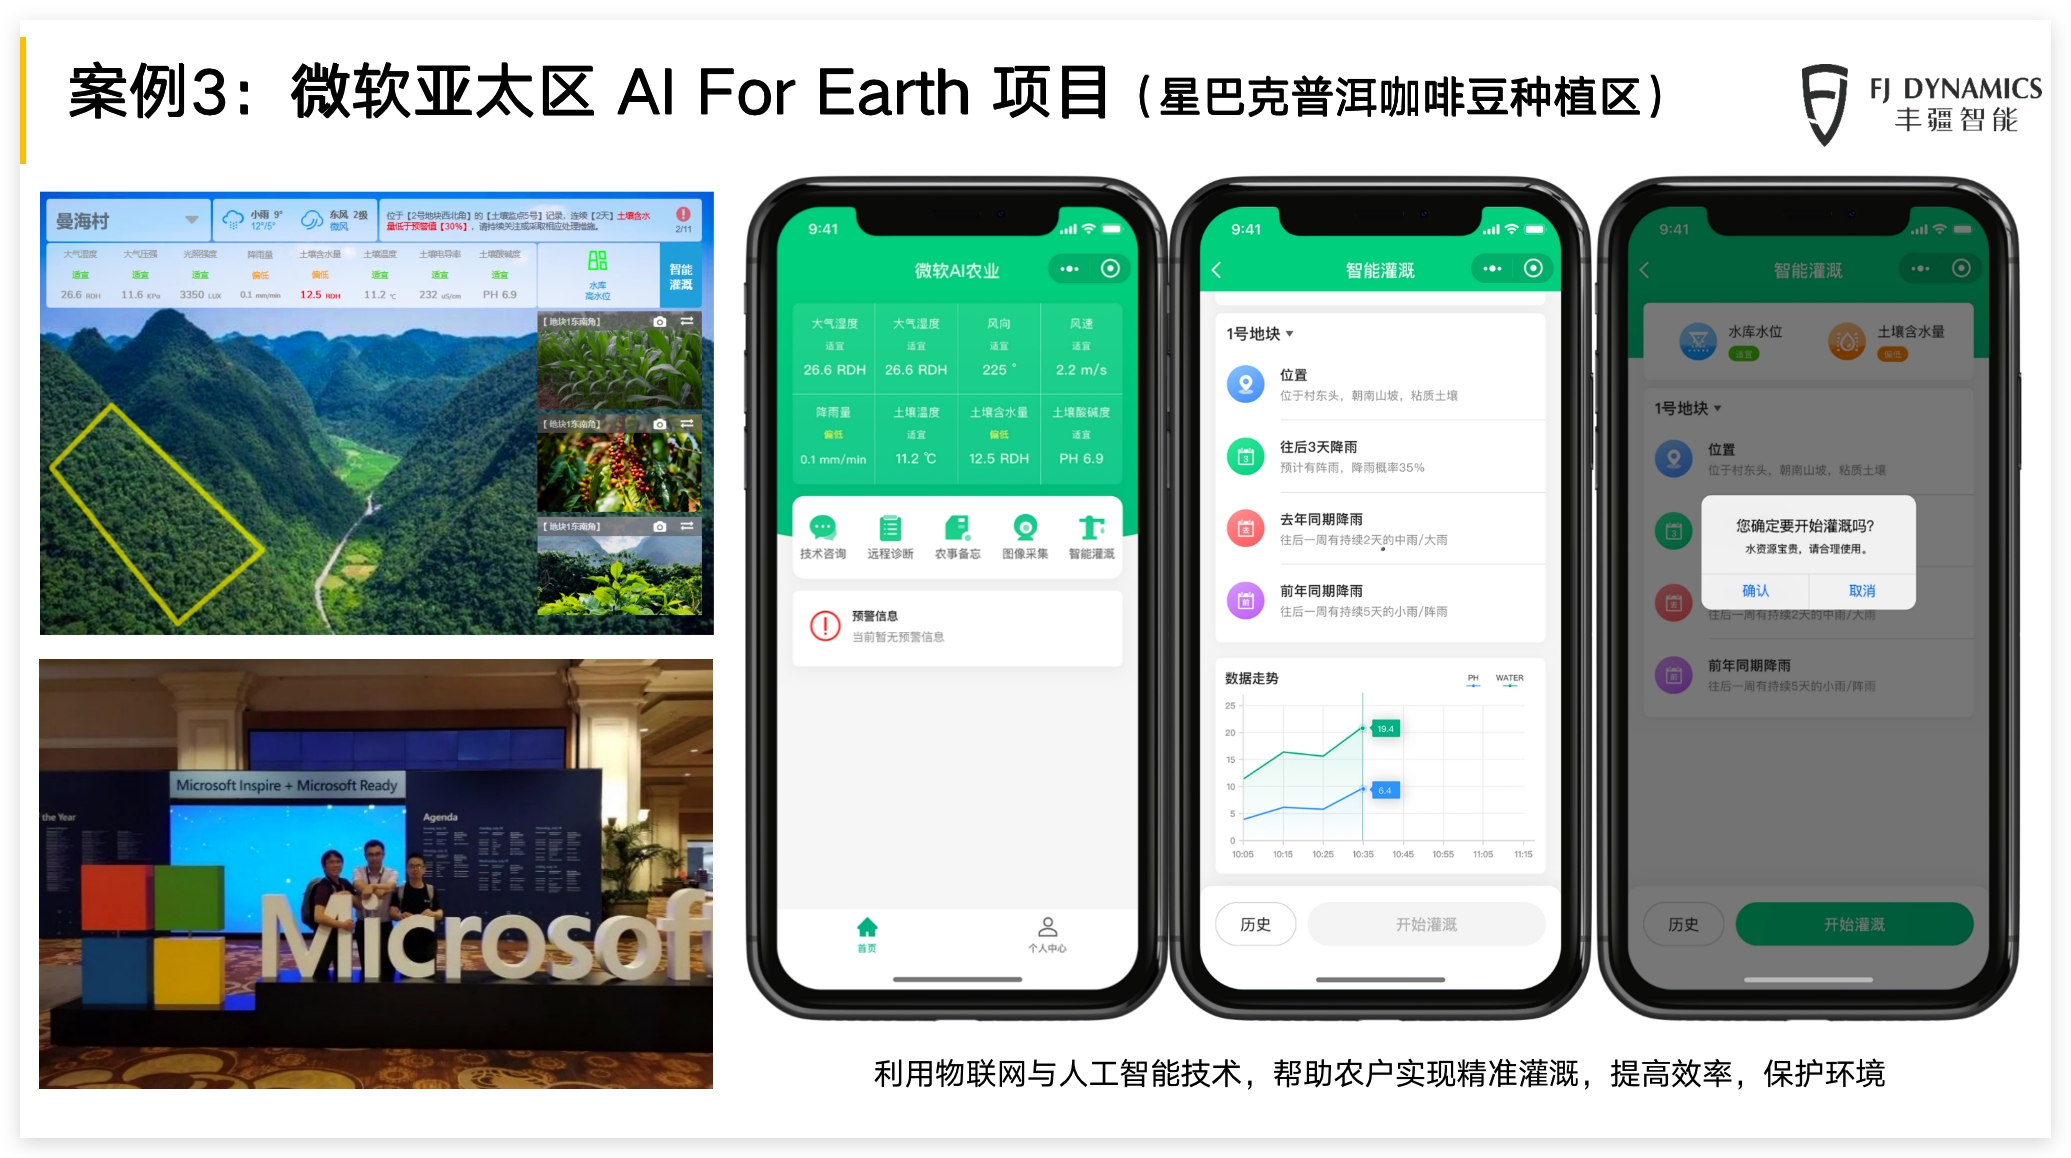 案例3：微软亚太区 AI For Earth 项目（星巴克普洱咖啡豆种植区）
FJ DYNAMICS
丰疆智能
曼海村
小雨 9°
12°/5°
东风 2级
微风
位于【2号地块西北角】的【土壤监点5号】记录，连续【2天】土壤含水
量低于预警值【30%】，请持续关注或采取相应处理措施。
2/11
大气湿度 大气压强 光照强度 降雨量 土壤含水量 土壤温度 土壤电导率 土壤酸碱度
适宜 适宜 适宜 偏低 偏低 适宜 适宜 适宜
26.6 RDH 11.6 KPa 3350 LUX 0.1 mm/min 12.5 RDH 11.2 ℃ 232 uS/cm PH 6.9
水库
高水位
智能
灌溉
【地块1东南角】
【地块1东南角】
【地块1东南角】
Microsoft Inspire + Microsoft Ready
the Year
Agenda
Microsoft
9:41
微软AI农业
大气湿度 大气湿度 风向 风速
适宜 适宜 适宜 适宜
26.6 RDH 26.6 RDH 225 ° 2.2 m/s
降雨量 土壤温度 土壤含水量 土壤酸碱度
偏低 适宜 偏低 适宜
0.1 mm/min 11.2 ℃ 12.5 RDH PH 6.9
技术咨询 远程诊断 农事备忘 图像采集 智能灌溉
预警信息
当前暂无预警信息
首页 个人中心
9:41
智能灌溉
1号地块
位置
位于村东头，朝南山坡，粘质土壤
3
往后3天降雨
预计有阵雨，降雨概率35%
去
去年同期降雨
往后一周有持续2天的中雨/大雨
前
前年同期降雨
往后一周有持续5天的小雨/阵雨
数据走势
PH WATER
25
20
15
10
5
0
19.4
6.4
10:05 10:15 10:25 10:35 10:45 10:55 11:05 11:15
历史 开始灌溉
9:41
智能灌溉
水库水位
适宜
土壤含水量
偏低
1号地块
位置
位于村东头，朝南山坡，粘质土壤
3
您确定要开始灌溉吗？
水资源宝贵，请合理使用。
确认 取消
去
往后一周有持续2天的中雨/大雨
前
前年同期降雨
往后一周有持续5天的小雨/阵雨
历史 开始灌溉
利用物联网与人工智能技术，帮助农户实现精准灌溉，提高效率，保护环境